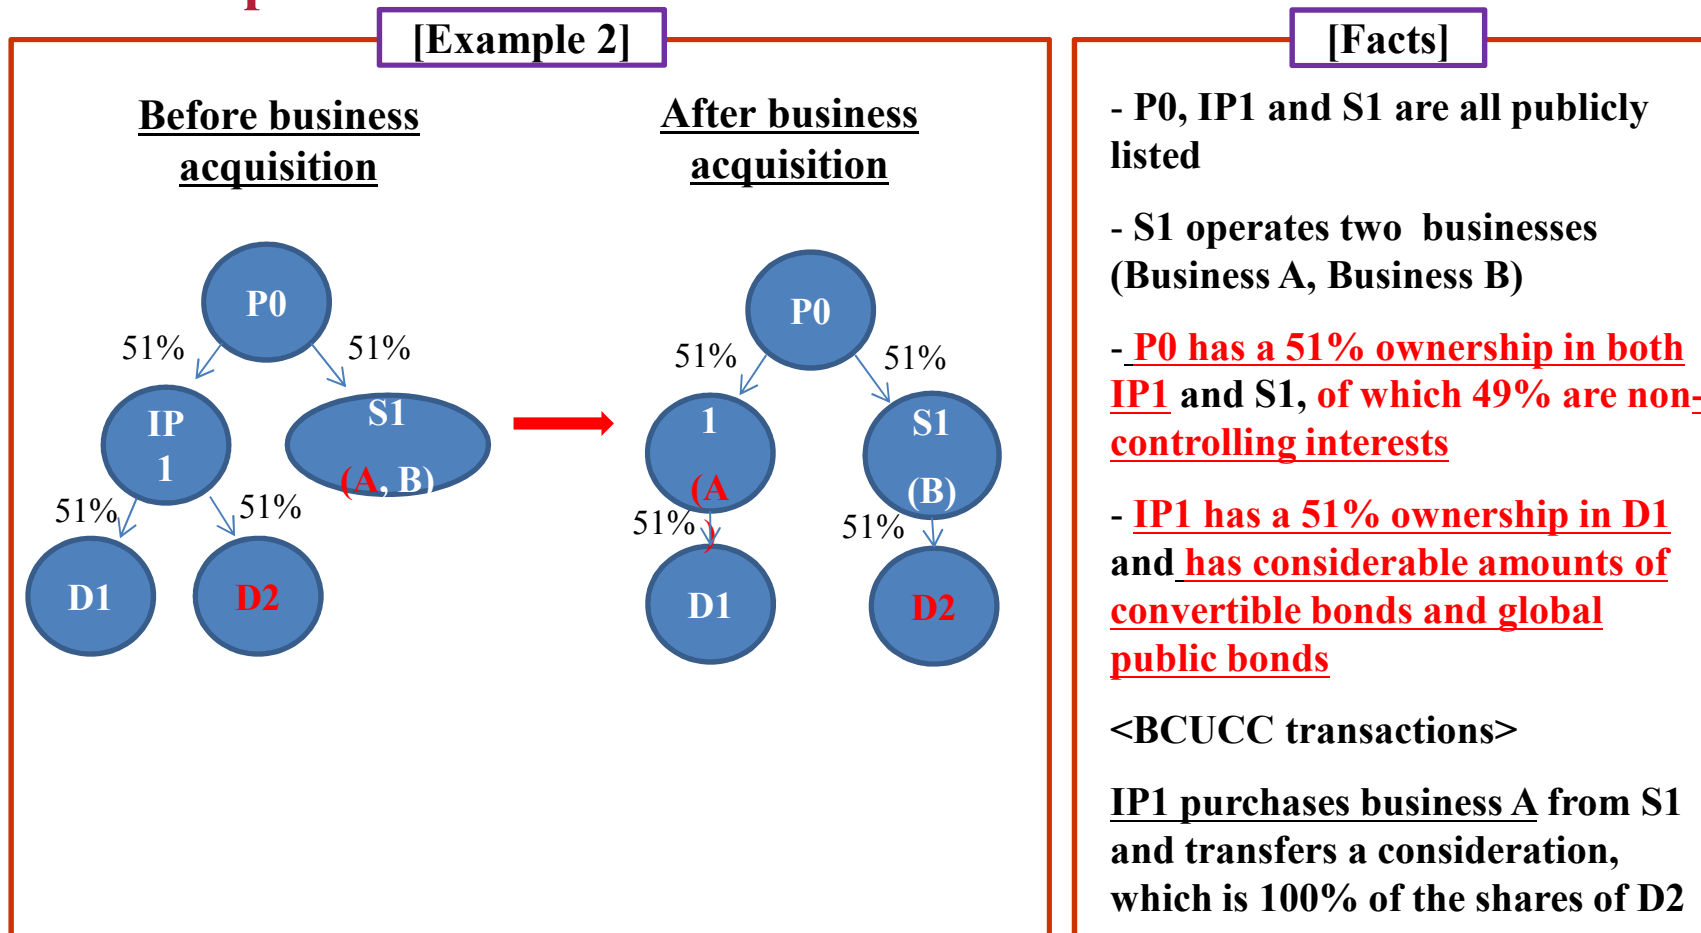 [Example 2]
Before business
acquisition
After business
acquisition
P0
51%
51%
IP
1
S1
(A, B)
51%
51%
D1
D2
P0
51%
51%
1
(A
)
S1
(B)
51%
51%
D1
D2
[Facts]
- P0, IP1 and S1 are all publicly
listed
- S1 operates two businesses
(Business A, Business B)
- P0 has a 51% ownership in both
IP1 and S1, of which 49% are non-
controlling interests
- IP1 has a 51% ownership in D1
and has considerable amounts of
convertible bonds and global
public bonds
<BCUCC transactions>
IP1 purchases business A from S1
and transfers a consideration,
which is 100% of the shares of D2